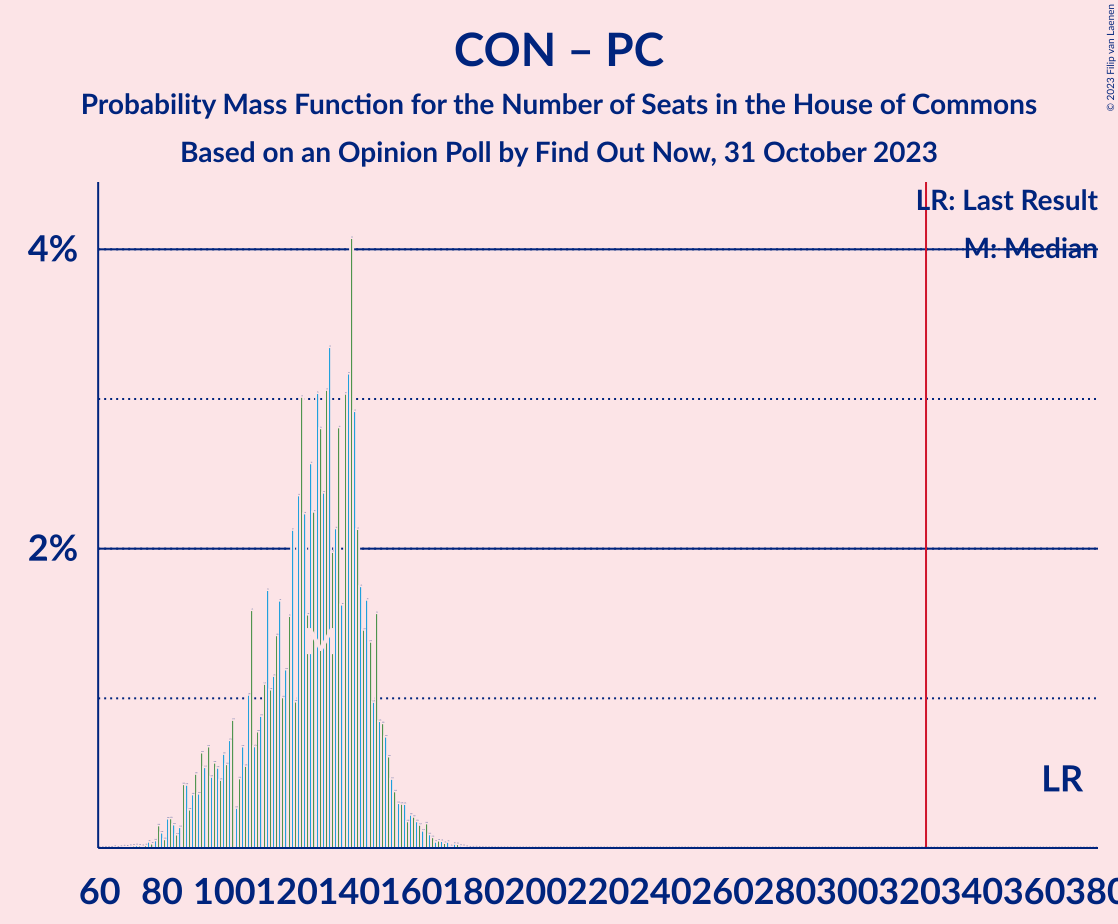 CON – PC
Probability Mass Function for the Number of Seats in the House of Commons
Based on an Opinion Poll by Find Out Now, 31 October 2023
© 2023 Filip van Laenen
LR: Last Result
M: Median
4%
2%
M
LR
60 80 100 120 140 160 180 200 220 240 260 280 300 320 340 360 380